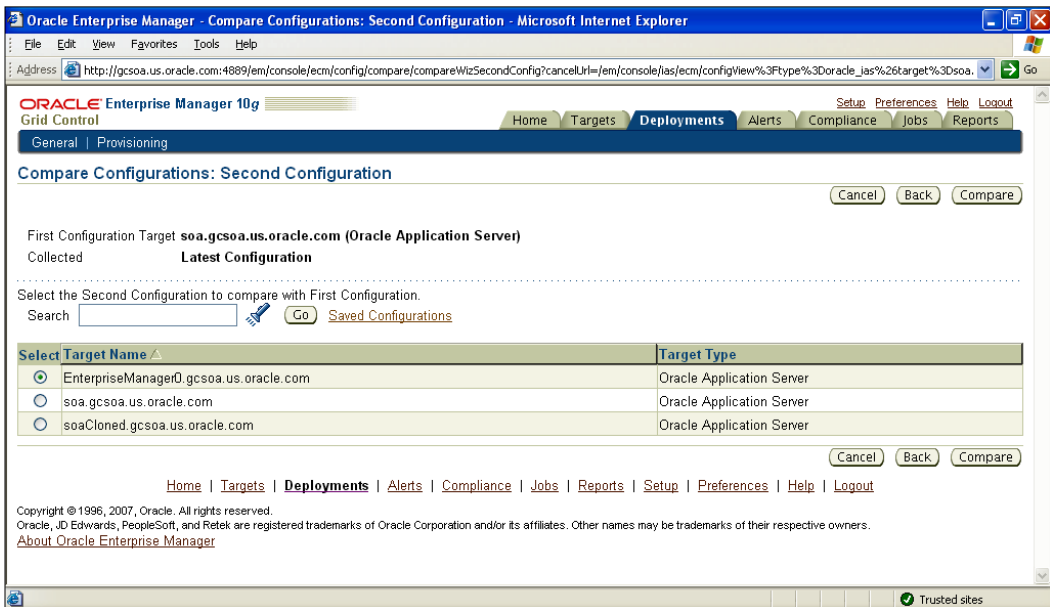 Oracle Enterprise Manager - Compare Configurations: Second Configuration - Microsoft Internet Explorer
File Edit View Favorites Tools Help
Address http://gcsoa.us.oracle.com:4889/em/console/ecm/config/compare/compareWizSecondConfig?cancelUrl=/em/console/ias/ecm/configView%3Ftype%3Doracle_ias%26target%3Dsoa. Go
ORACLE Enterprise Manager 10g
Setup Preferences Help Logout
Grid Control
Home Targets Deployments Alerts Compliance Jobs Reports
General | Provisioning
Compare Configurations: Second Configuration
Cancel Back Compare
First Configuration Target soa.gcsoa.us.oracle.com (Oracle Application Server)
Collected Latest Configuration
Select the Second Configuration to compare with First Configuration.
Search Go Saved Configurations
Select Target Name Target Type
EnterpriseManager0.gcsoa.us.oracle.com Oracle Application Server
soa.gcsoa.us.oracle.com Oracle Application Server
soaCloned.gcsoa.us.oracle.com Oracle Application Server
Cancel Back Compare
Home | Targets | Deployments | Alerts | Compliance | Jobs | Reports | Setup | Preferences | Help | Logout
Copyright © 1996, 2007, Oracle. All rights reserved.
Oracle, JD Edwards, PeopleSoft, and Retek are registered trademarks of Oracle Corporation and/or its affiliates. Other names may be trademarks of their respective owners.
About Oracle Enterprise Manager
Trusted sites